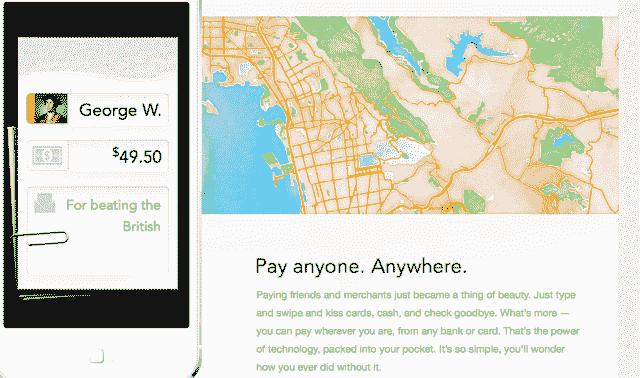 George W.
$49.50
For beating the
British
Pay anyone. Anywhere.
Paying friends and merchants just became a thing of beauty. Just type
and swipe and kiss cards, cash, and check goodbye. What's more —
you can pay wherever you are, from any bank or card. That's the power
of technology, packed into your pocket. It's so simple, you'll wonder
how you ever did without it.